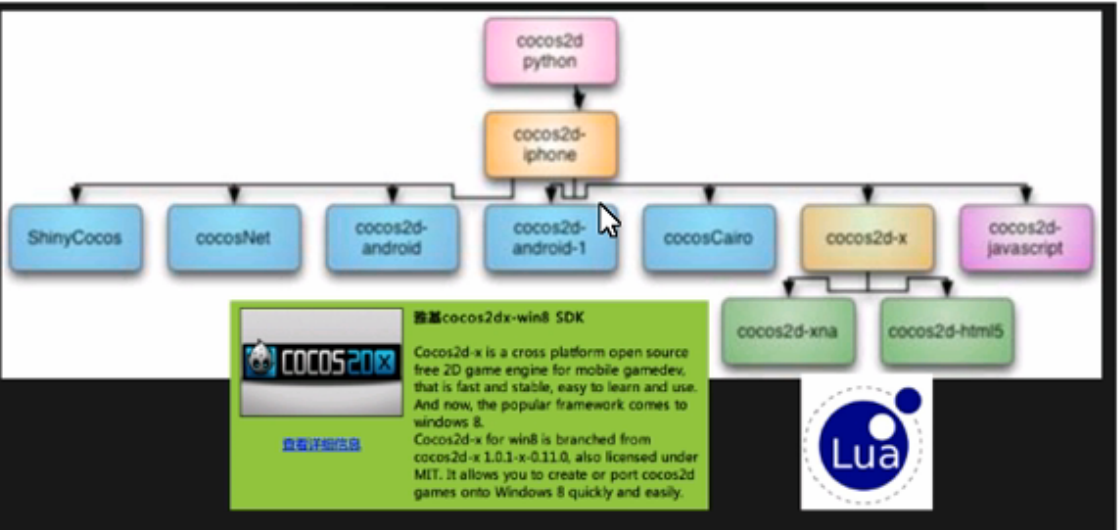 cocos2d
python
cocos2d-
iphone
ShinyCocos
cocosNet
cocos2d-
android
cocos2d-
android-1
cocosCairo
cocos2d-x
cocos2d-
javascript
cocos2d-xna
cocos2d-html5
COCOS2DX
查看详细信息
雅基cocos2dx-win8 SDK
Cocos2d-x is a cross platform open source
free 2D game engine for mobile gamedev,
that is fast and stable, easy to learn and use.
And now, the popular framework comes to
windows 8.
Cocos2d-x for win8 is branched from
cocos2d-x 1.0.1-x-0.11.0, also licensed under
MIT. It allows you to create or port cocos2d
games onto Windows 8 quickly and easily.
Lua